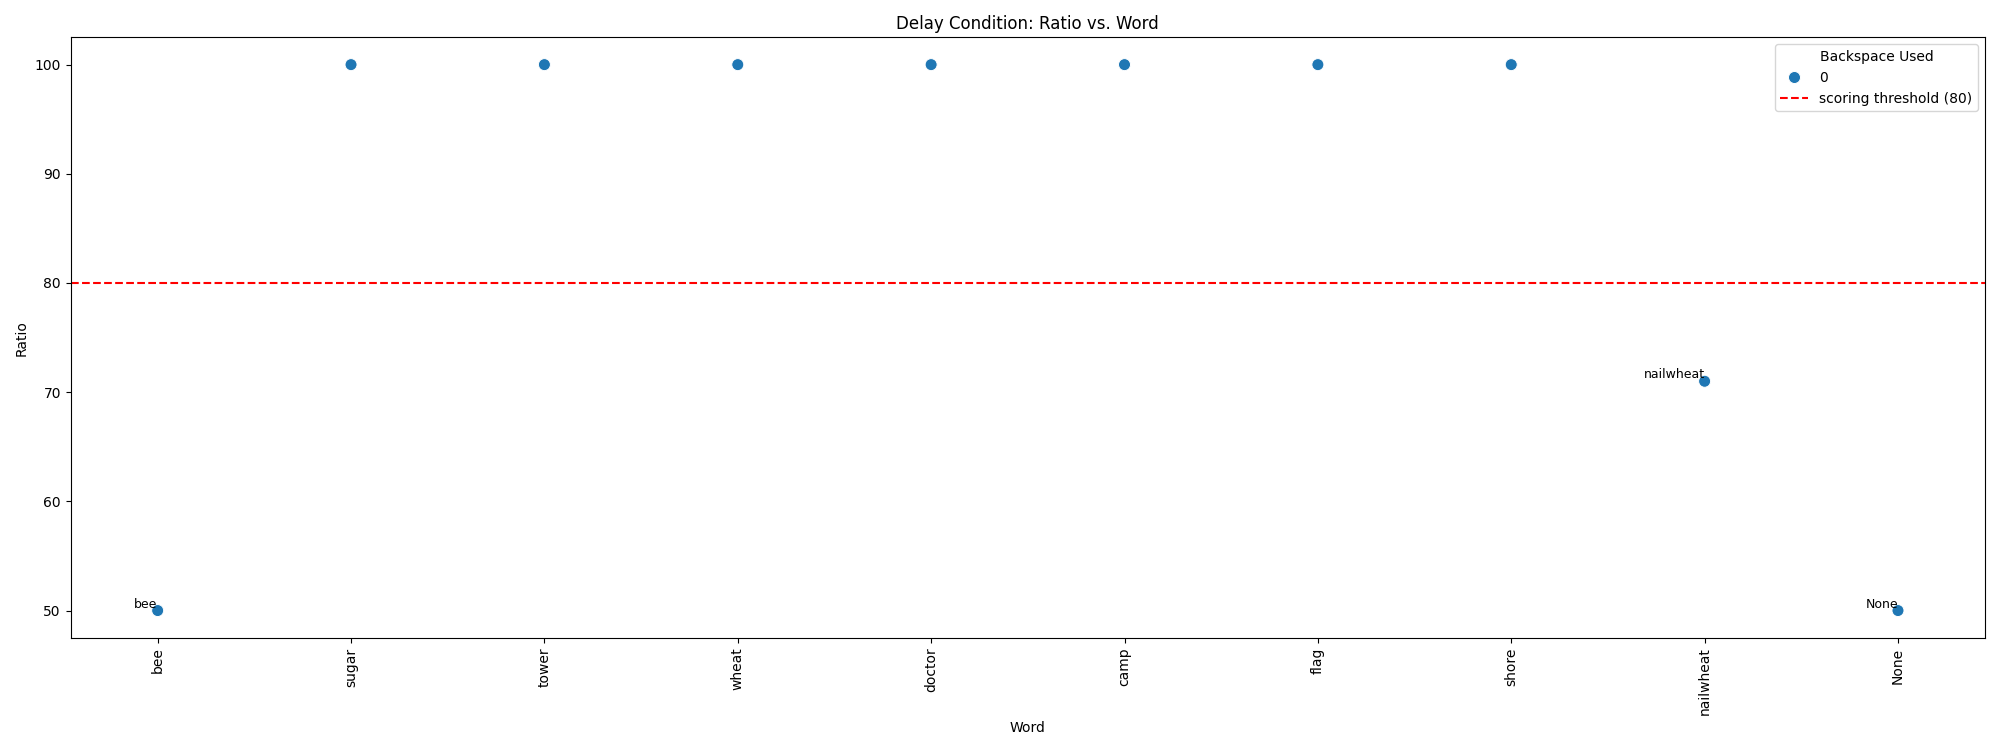 Delay Condition: Ratio vs. Word
Backspace Used
0
scoring threshold (80)
Ratio
100
90
80
70
60
50
nailwheat
bee
None
bee
sugar
tower
wheat
doctor
camp
flag
shore
nailwheat
None
Word